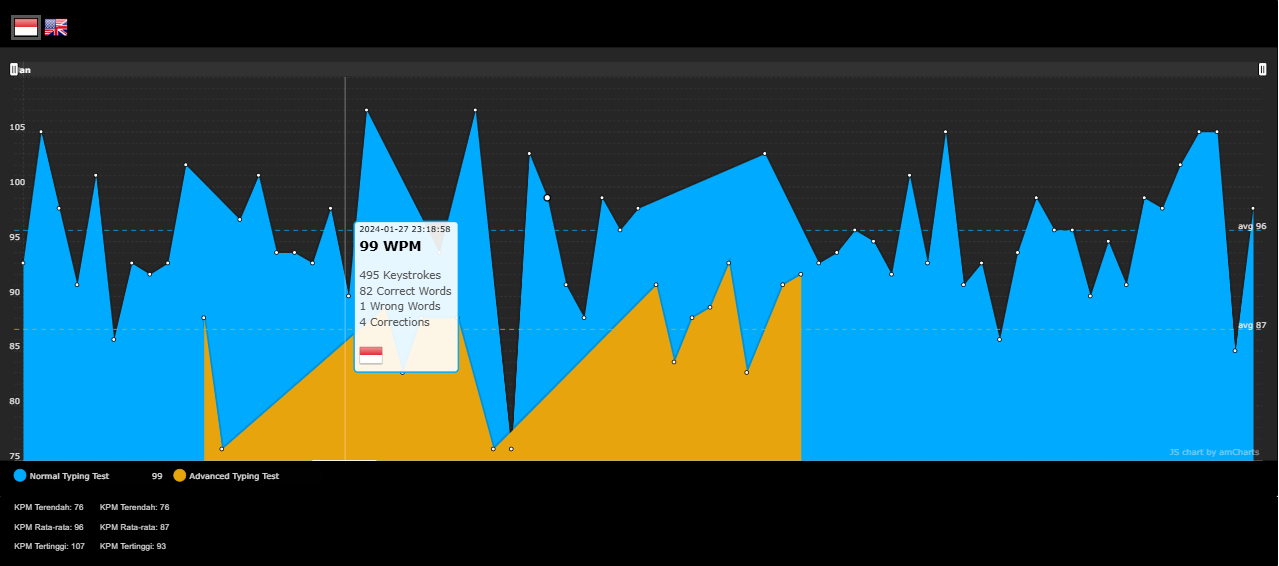 an
105
100
95
90
85
80
75
avg 96
avg 87
2024-01-27 23:18:58
99 WPM
495 Keystrokes
82 Correct Words
1 Wrong Words
4 Corrections
JS chart by amCharts
Normal Typing Test 99 Advanced Typing Test
KPM Terendah: 76 KPM Terendah: 76
KPM Rata-rata: 96 KPM Rata-rata: 87
KPM Tertinggi: 107 KPM Tertinggi: 93